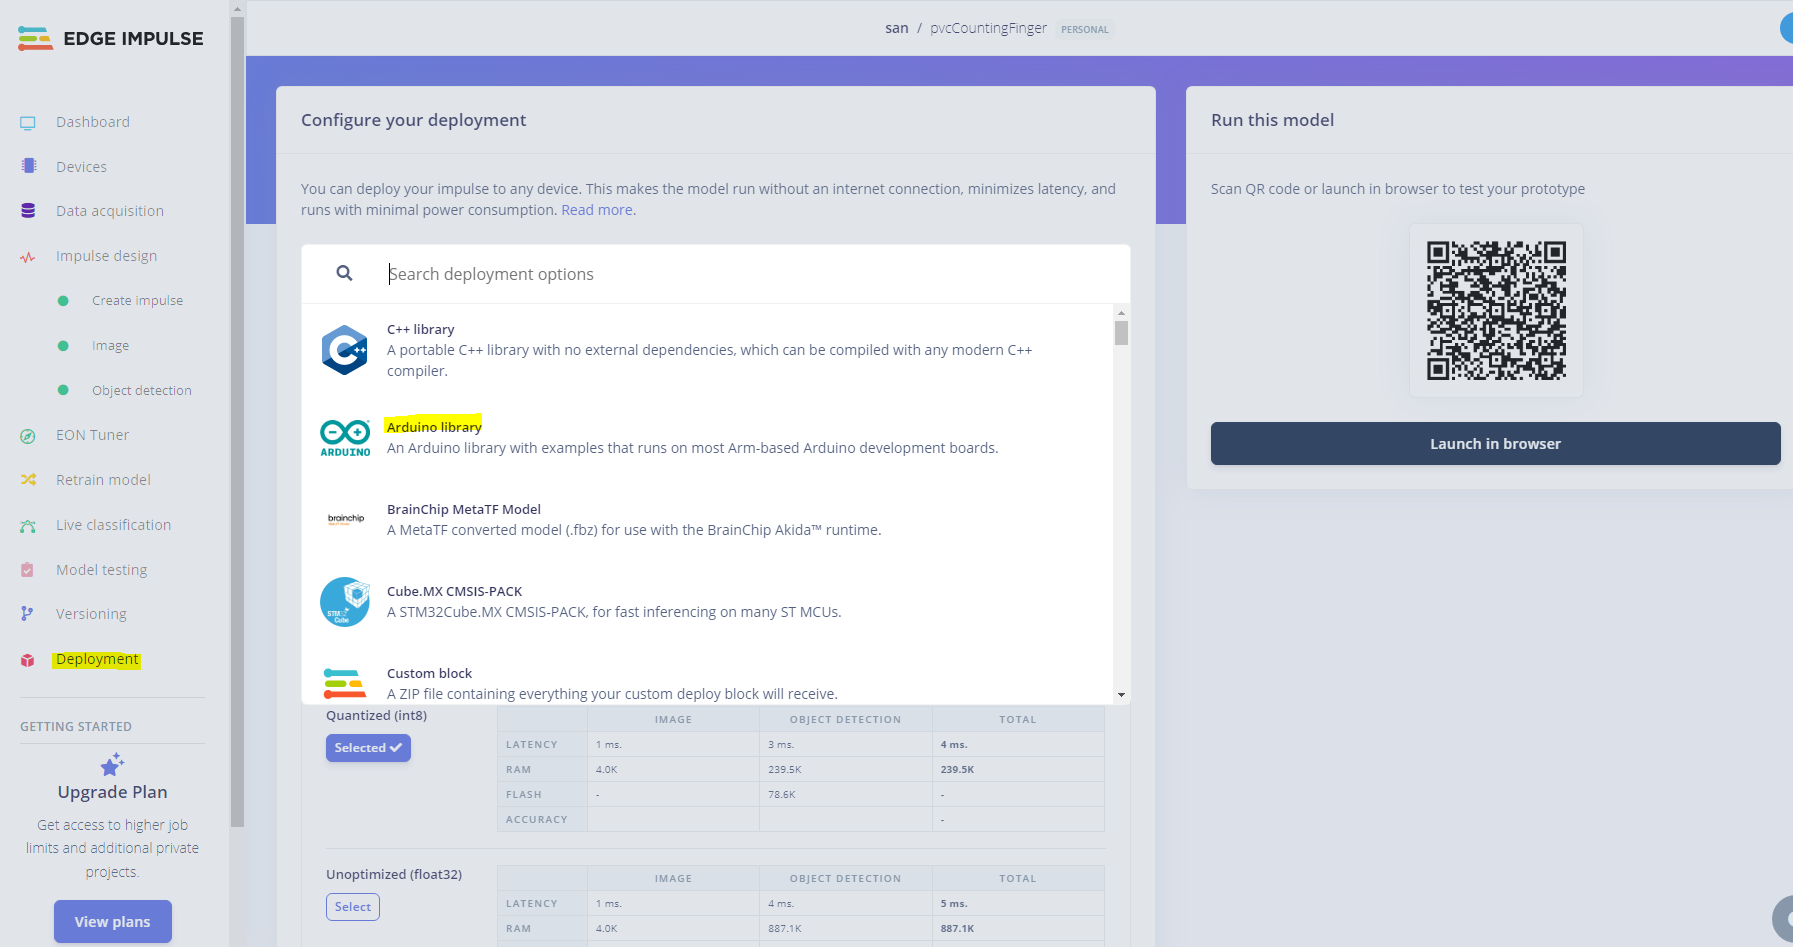 EDGE IMPULSE
Dashboard
Devices
Data acquisition
Impulse design
Create impulse
Image
Object detection
EON Tuner
Retrain model
Live classification
Model testing
Versioning
Deployment
GETTING STARTED
Upgrade Plan
Get access to higher job
limits and additional private
projects.
View plans
san / pvcCountingFinger PERSONAL
Configure your deployment
You can deploy your impulse to any device. This makes the model run without an internet connection, minimizes latency, and
runs with minimal power consumption. Read more.
Search deployment options
C++ library
A portable C++ library with no external dependencies, which can be compiled with any modern C++
compiler.
ARDUINO
Arduino library
An Arduino library with examples that runs on most Arm-based Arduino development boards.
brainchip
BrainChip MetaTF Model
A MetaTF converted model (.fbz) for use with the BrainChip Akida™ runtime.
STM32
Cube
Cube.MX CMSIS-PACK
A STM32Cube.MX CMSIS-PACK, for fast inferencing on many ST MCUs.
Custom block
A ZIP file containing everything your custom deploy block will receive.
Quantized (int8)
Selected
IMAGE OBJECT DETECTION TOTAL
LATENCY 1 ms. 3 ms. 4 ms.
RAM 4.0K 239.5K 239.5K
FLASH - 78.6K -
ACCURACY -
Unoptimized (float32)
Select
IMAGE OBJECT DETECTION TOTAL
LATENCY 1 ms. 4 ms. 5 ms.
RAM 4.0K 887.1K 887.1K
Run this model
Scan QR code or launch in browser to test your prototype
Launch in browser